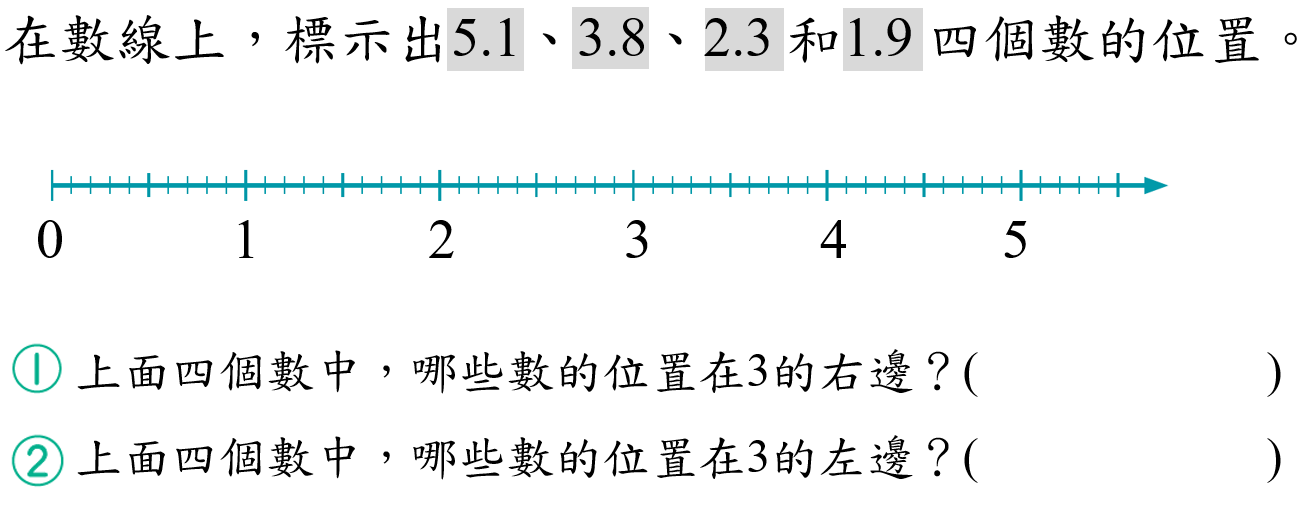 在數線上，標示出5.1、3.8、2.3和1.9四個數的位置。
0 1 2 3 4 5
① 上面四個數中，哪些數的位置在3的右邊？( )
② 上面四個數中，哪些數的位置在3的左邊？( )